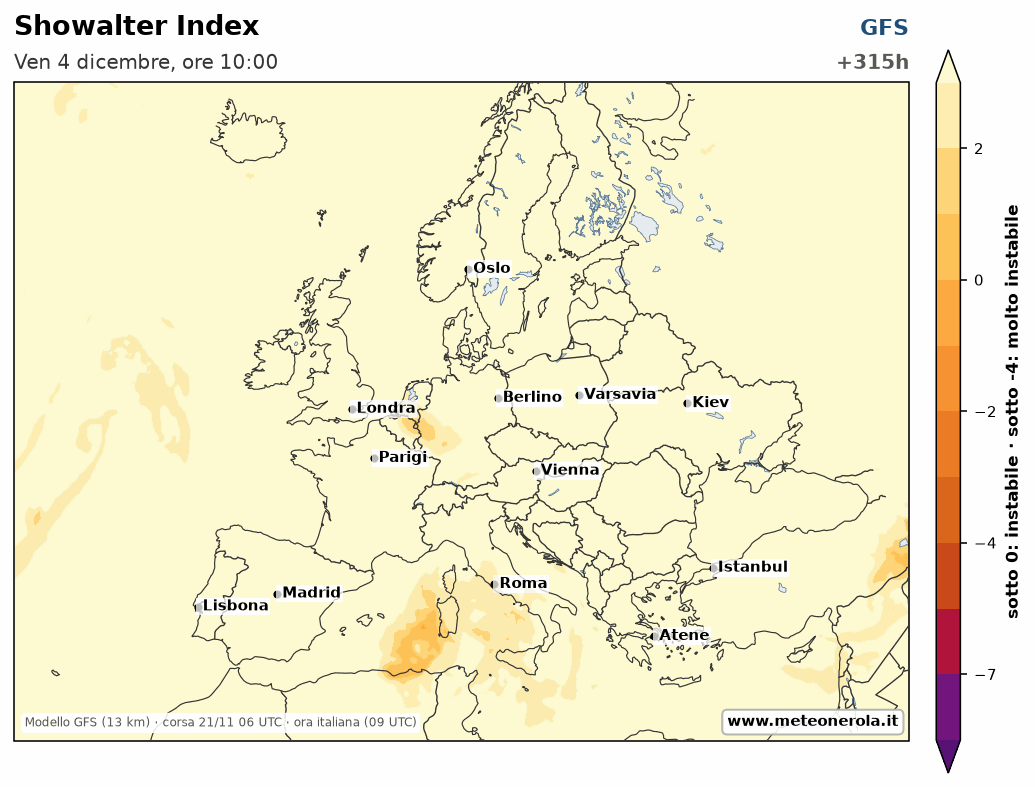 Showalter Index
GFS
Ven 4 dicembre, ore 10:00
+315h
Oslo
Londra
Berlino
Varsavia
Kiev
Parigi
Vienna
Istanbul
Roma
Madrid
Lisbona
Atene
Modello GFS (13 km) · corsa 21/11 06 UTC · ora italiana (09 UTC)
www.meteonerola.it
2
0
−2
−4
−7
sotto 0: instabile · sotto -4: molto instabile